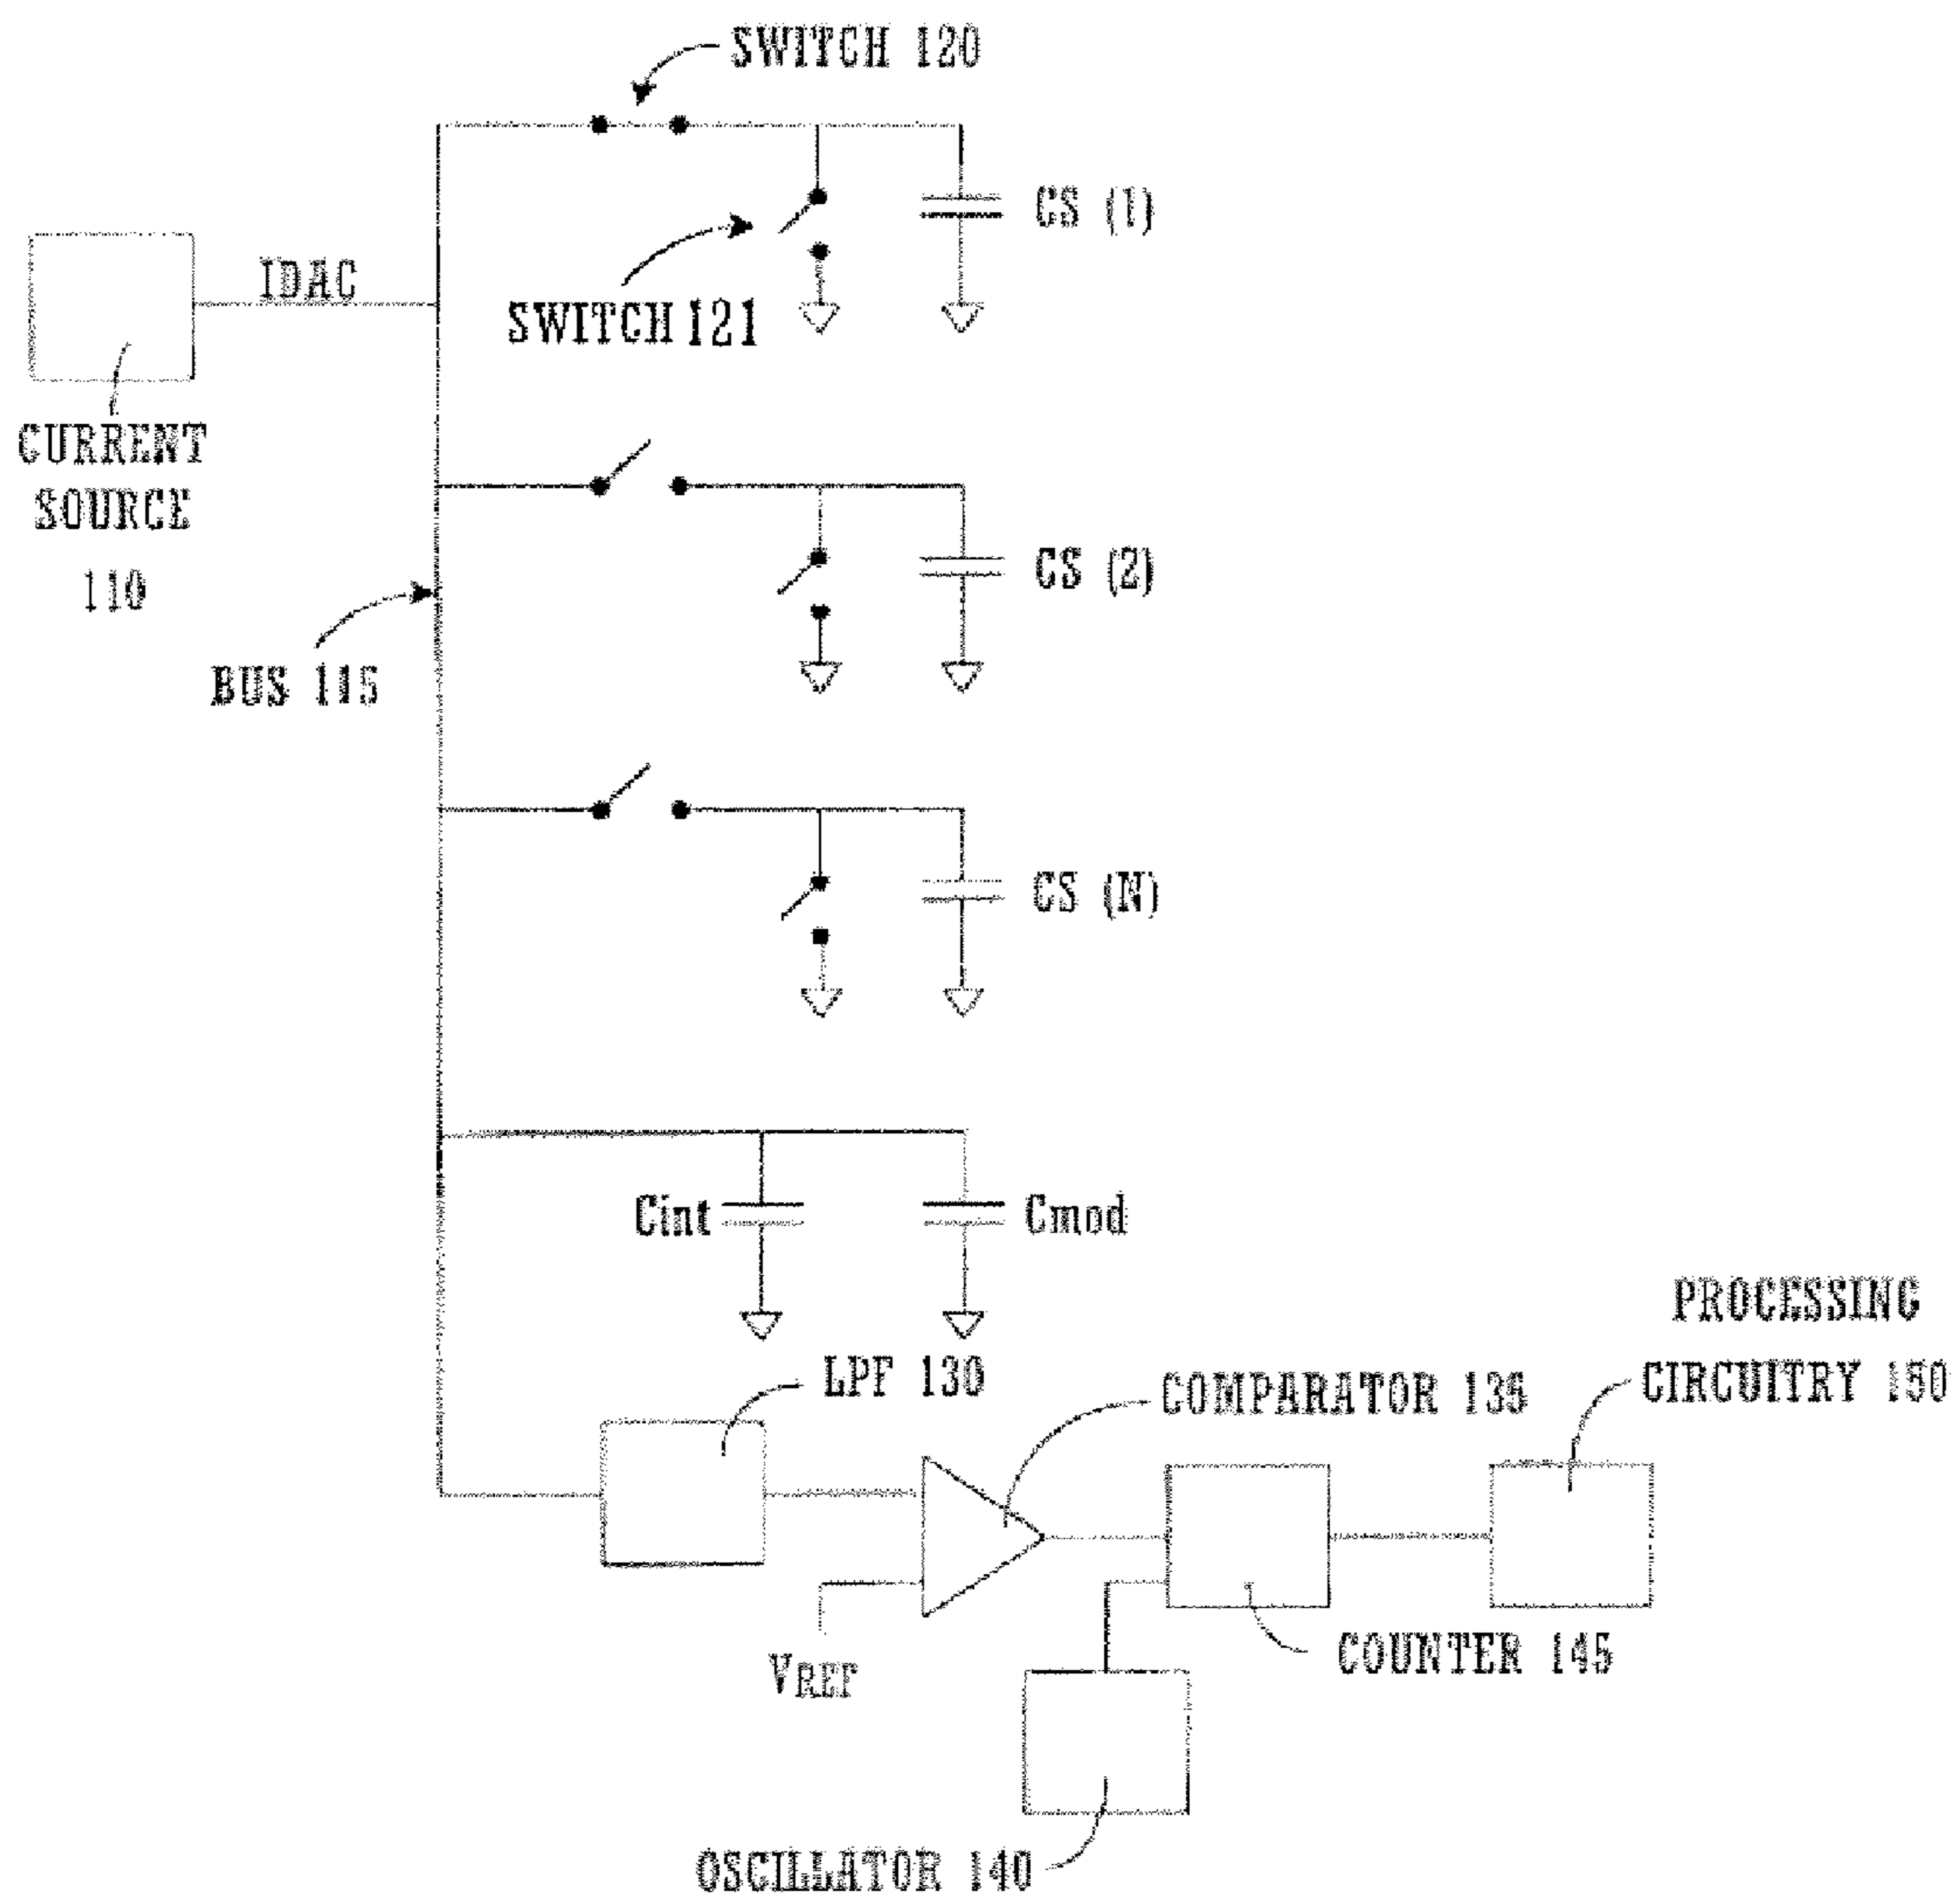 SWITCH 120
CS (1)
IDAC
SWITCH 121
CURRENT
SOURCE
110
CS (2)
BUS 115
CS (N)
Cint
Cmod
PROCESSING
CIRCUITRY 150
LPF 130
COMPARATOR 135
COUNTER 145
VREF
OSCILLATOR 140